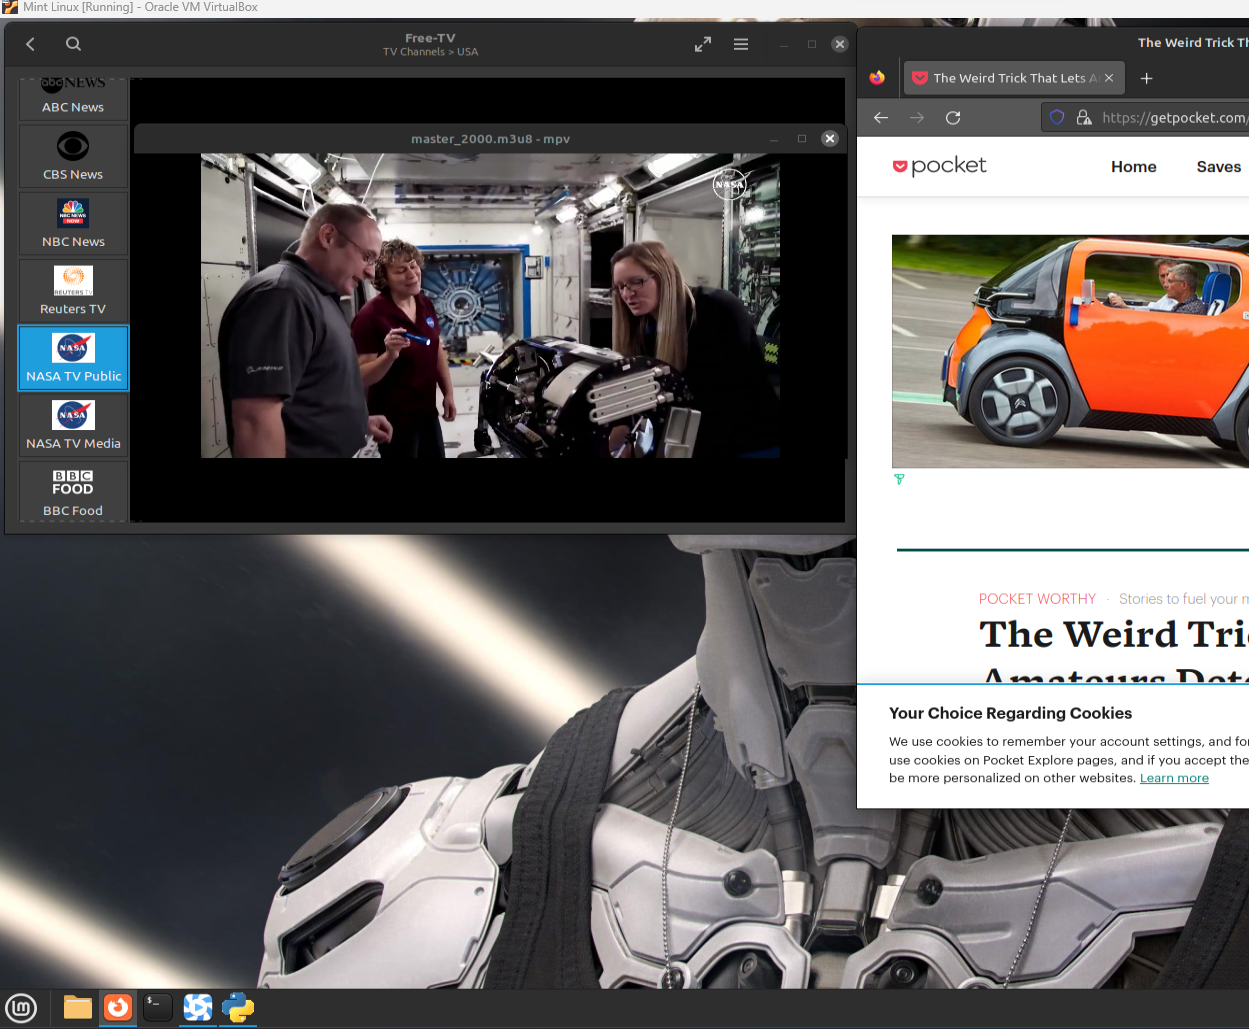 Mint Linux [Running] - Oracle VM VirtualBox
Free-TV
TV Channels > USA
abc NEWS
ABC News
CBS News
NBC NEWS
NOW
NBC News
REUTERS TV
Reuters TV
NASA
NASA TV Public
NASA
NASA TV Media
BBC
FOOD
BBC Food
master_2000.m3u8 - mpv
NASA
BOEING
The Weird Trick Th
The Weird Trick That Lets A
https://getpocket.com/
pocket
Home
Saves
POCKET WORTHY · Stories to fuel your m
The Weird Tri
Amateurs Dete
Your Choice Regarding Cookies
We use cookies to remember your account settings, and for
use cookies on Pocket Explore pages, and if you accept the
be more personalized on other websites. Learn more
lm
$_